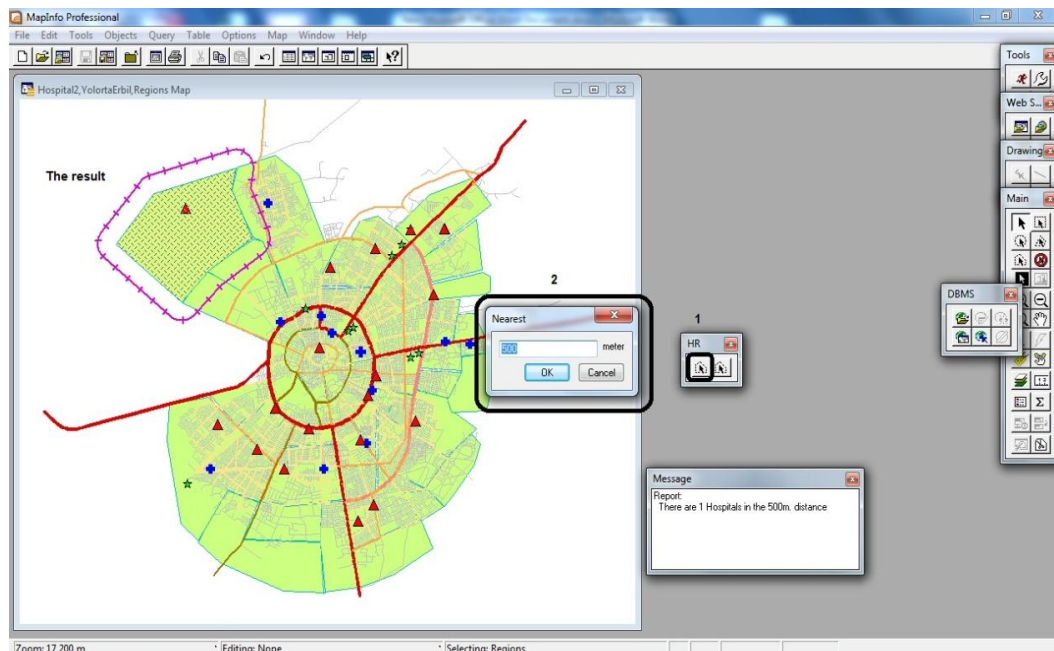 MapInfo Professional
File Edit Tools Objects Query Table Options Map Window Help
Hospital2,YolortaErbil,Regions Map
The result
2
Nearest
500 meter
OK Cancel
1
HR
Message
Report:
There are 1 Hospitals in the 500m. distance
Tools
Web S...
Drawing
Main
DBMS
Zoom: 17.200 m
Editing: None
Selecting: Regions